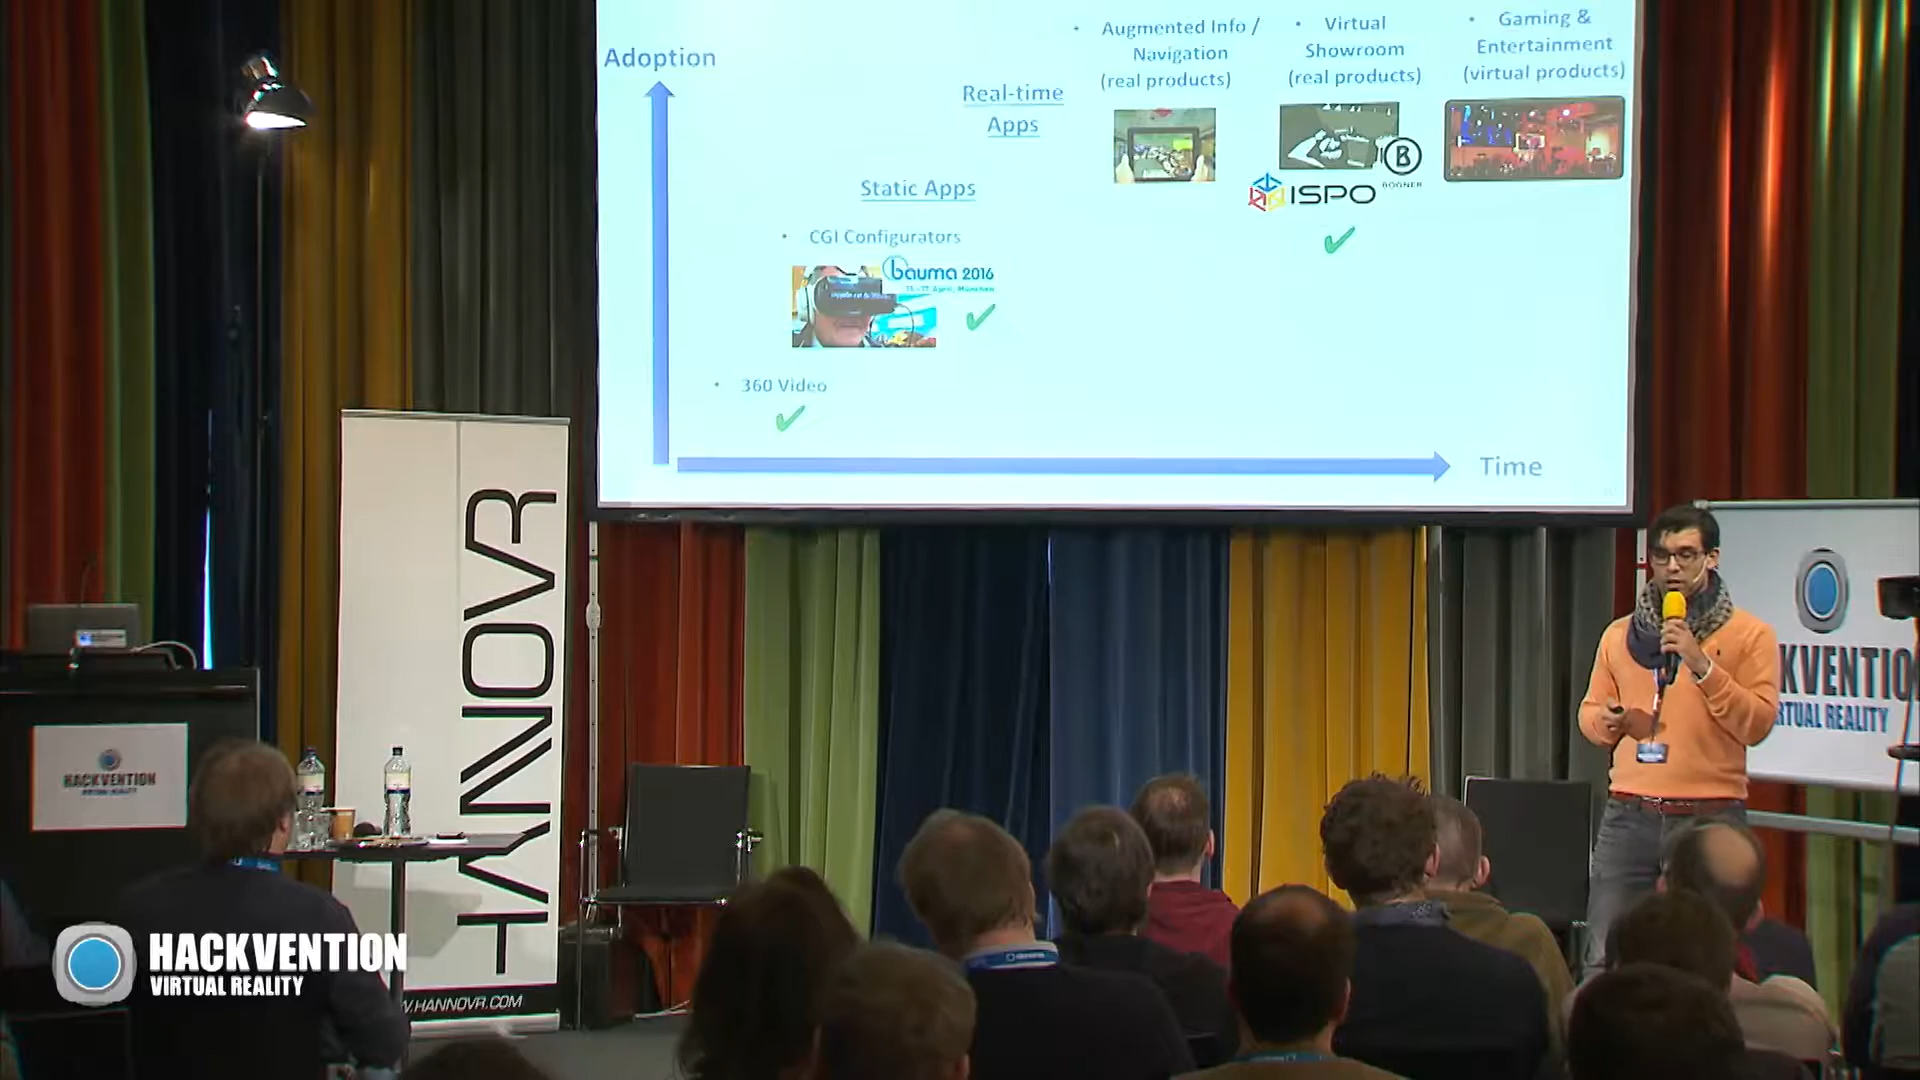 Adoption
Augmented Info /
Navigation
(real products)
Virtual
Showroom
(real products)
Gaming &
Entertainment
(virtual products)
Real-time
Apps
B
BOGNER
ISPO
Static Apps
CGI Configurators
bauma 2016
360 Video
Time
HANNOVR
W.HANNOVR.COM
HACKVENTION
VIRTUAL REALITY
KVENTIO
RTUAL REALITY
HACKVENTION
VIRTUAL REALITY